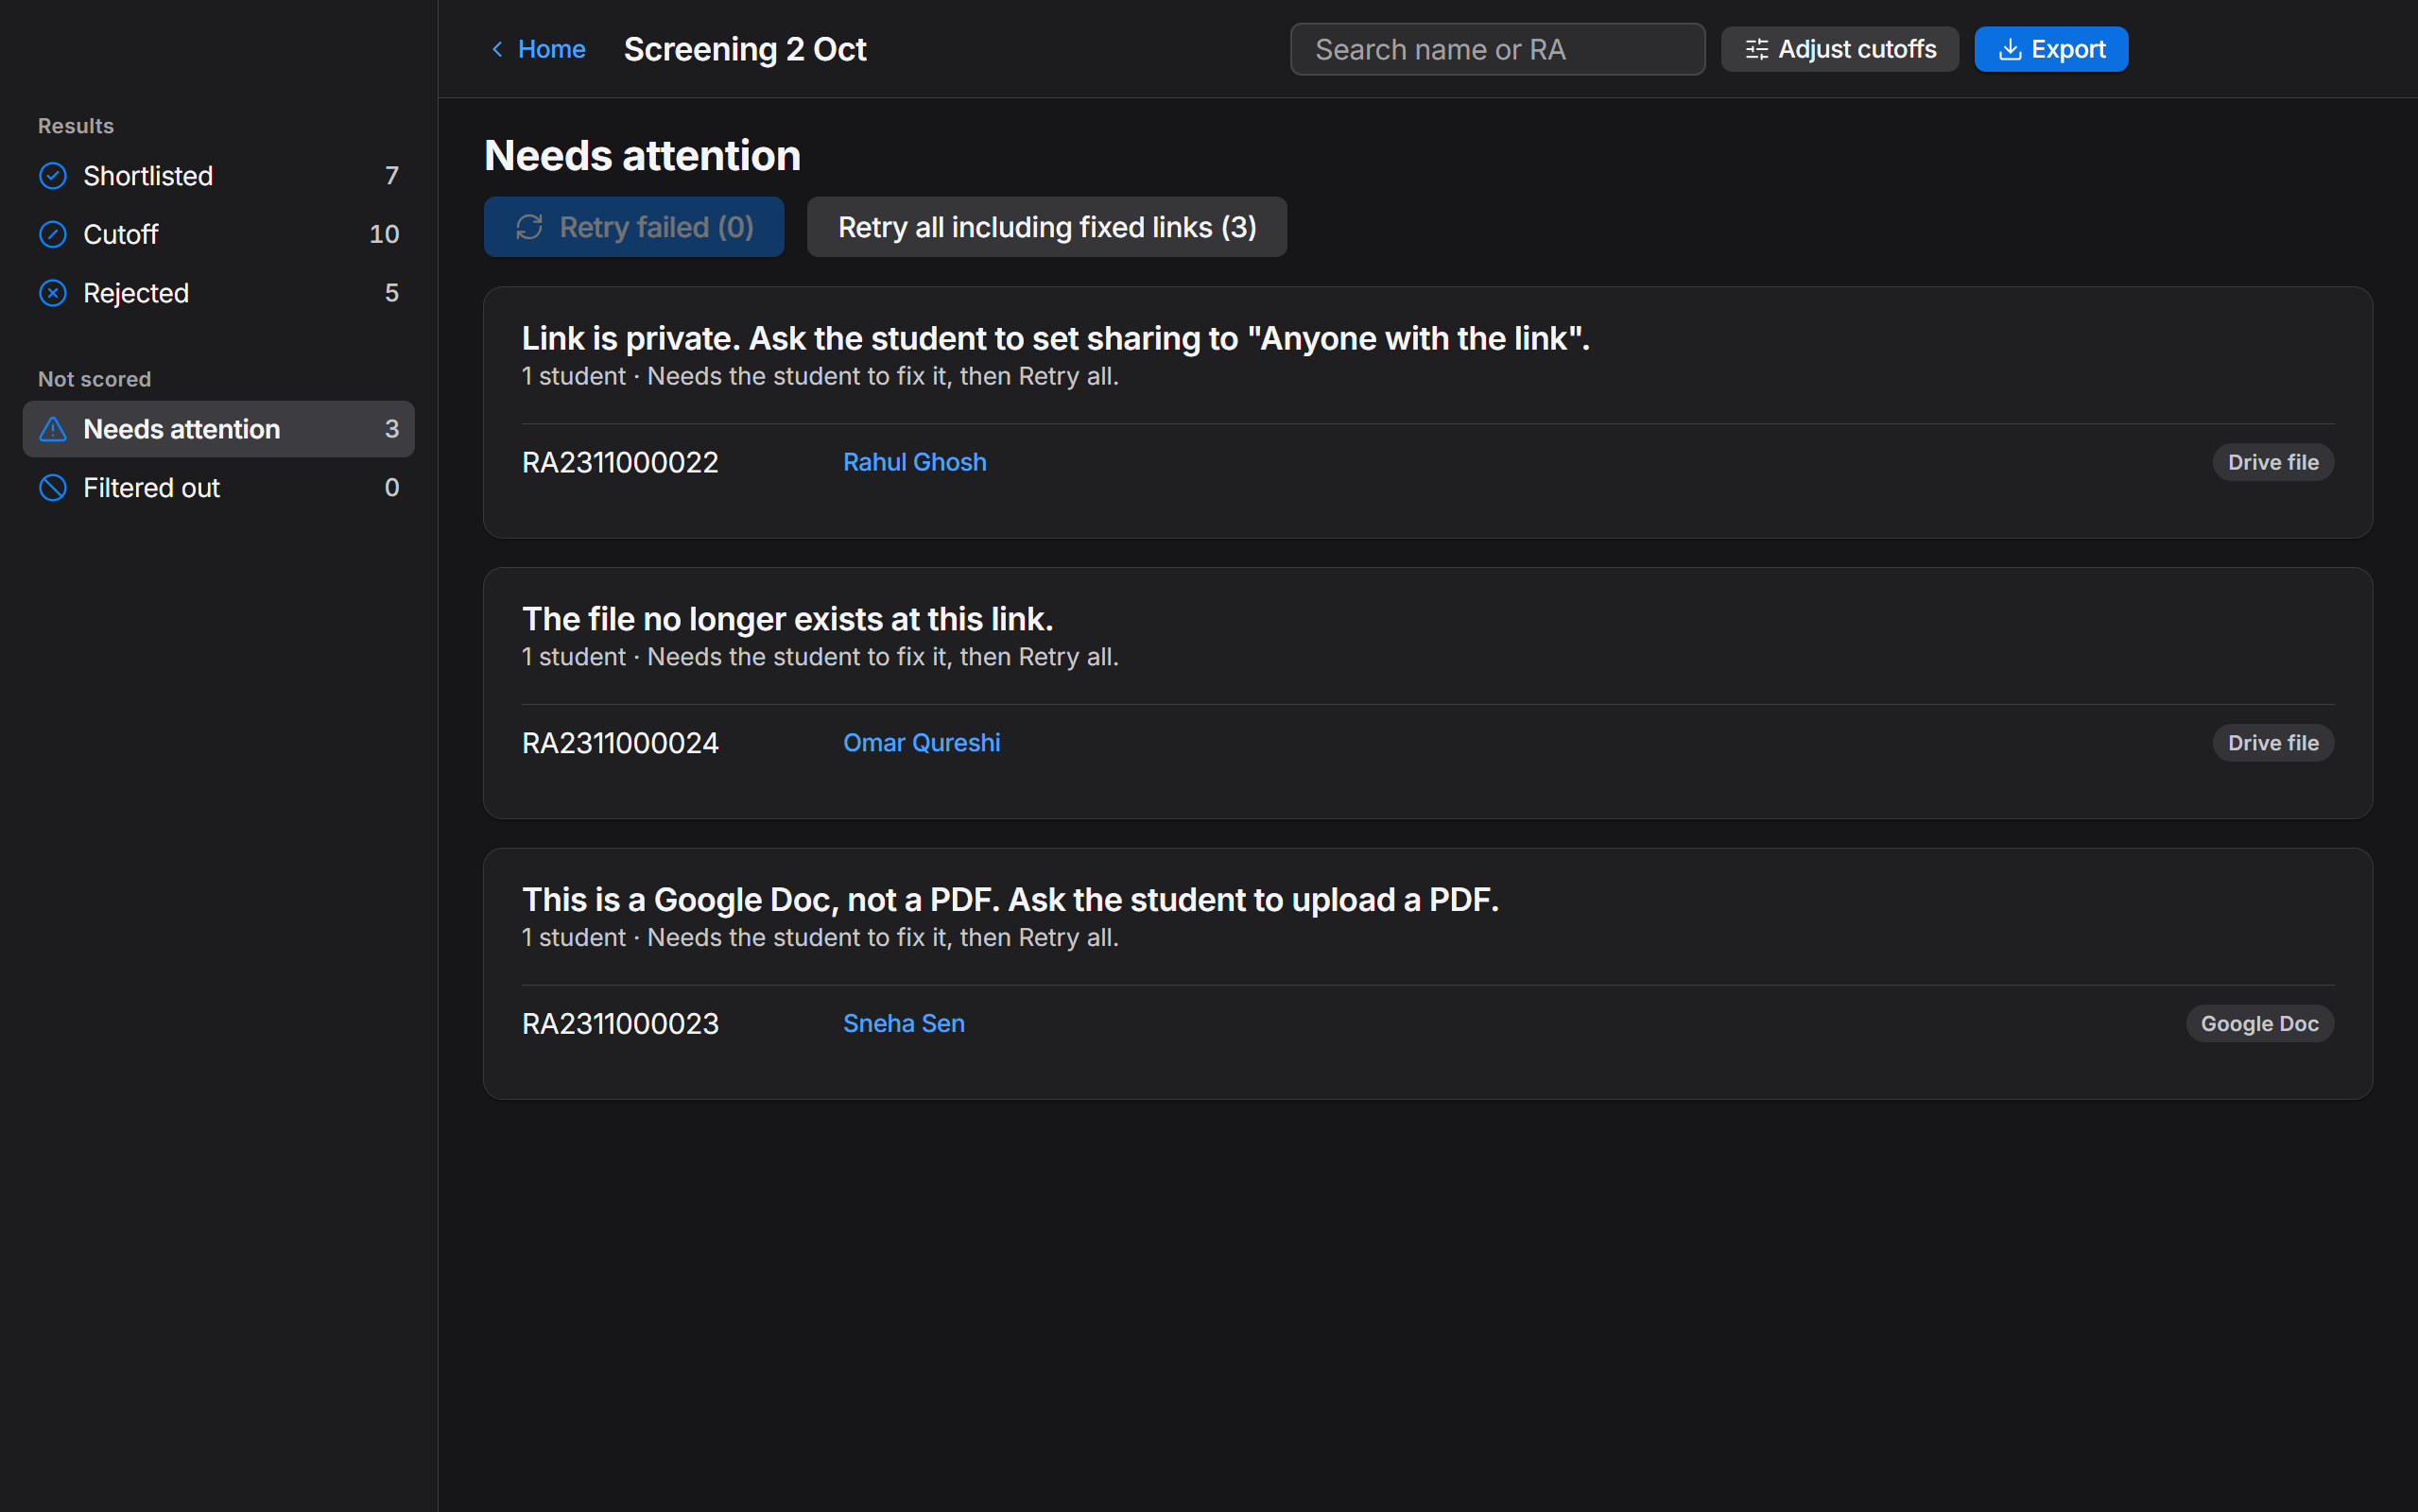 Home
Screening 2 Oct
Search name or RA
Adjust cutoffs
Export
Results
Shortlisted 7
Cutoff 10
Rejected 5
Not scored
Needs attention 3
Filtered out 0
Needs attention
Retry failed (0)
Retry all including fixed links (3)
Link is private. Ask the student to set sharing to "Anyone with the link".
1 student · Needs the student to fix it, then Retry all.
RA2311000022 Rahul Ghosh Drive file
The file no longer exists at this link.
1 student · Needs the student to fix it, then Retry all.
RA2311000024 Omar Qureshi Drive file
This is a Google Doc, not a PDF. Ask the student to upload a PDF.
1 student · Needs the student to fix it, then Retry all.
RA2311000023 Sneha Sen Google Doc